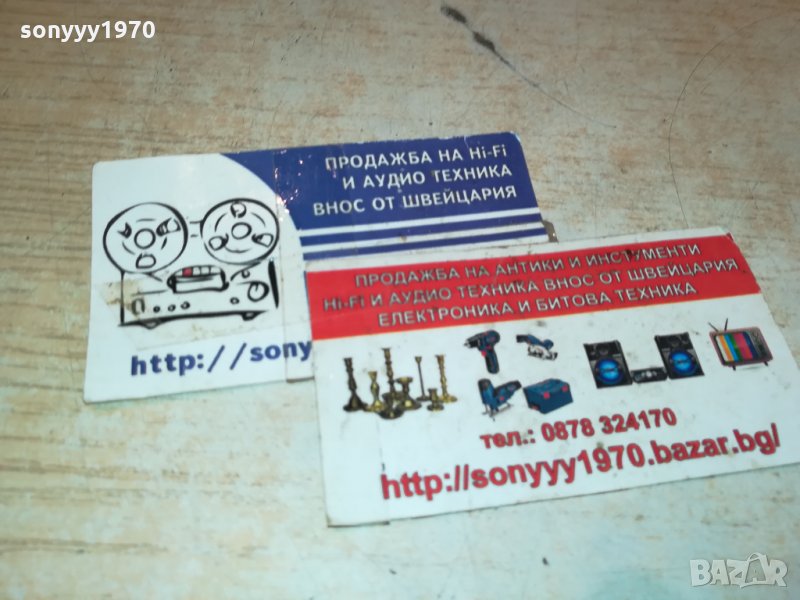 sonyyy1970
ПРОДАЖБА НА Hi-Fi
И АУДИО ТЕХНИКА
ВНОС ОТ ШВЕЙЦАРИЯ
http://sony
ПРОДАЖБА НА АНТИКИ И ИНСТУМЕНТИ
Hi-Fi И АУДИО ТЕХНИКА ВНОС ОТ ШВЕЙЦАРИЯ
ЕЛЕКТРОНИКА И БИТОВА ТЕХНИКА
тел.: 0878 324170
http://sonyyy1970.bazar.bg/
BAZAR